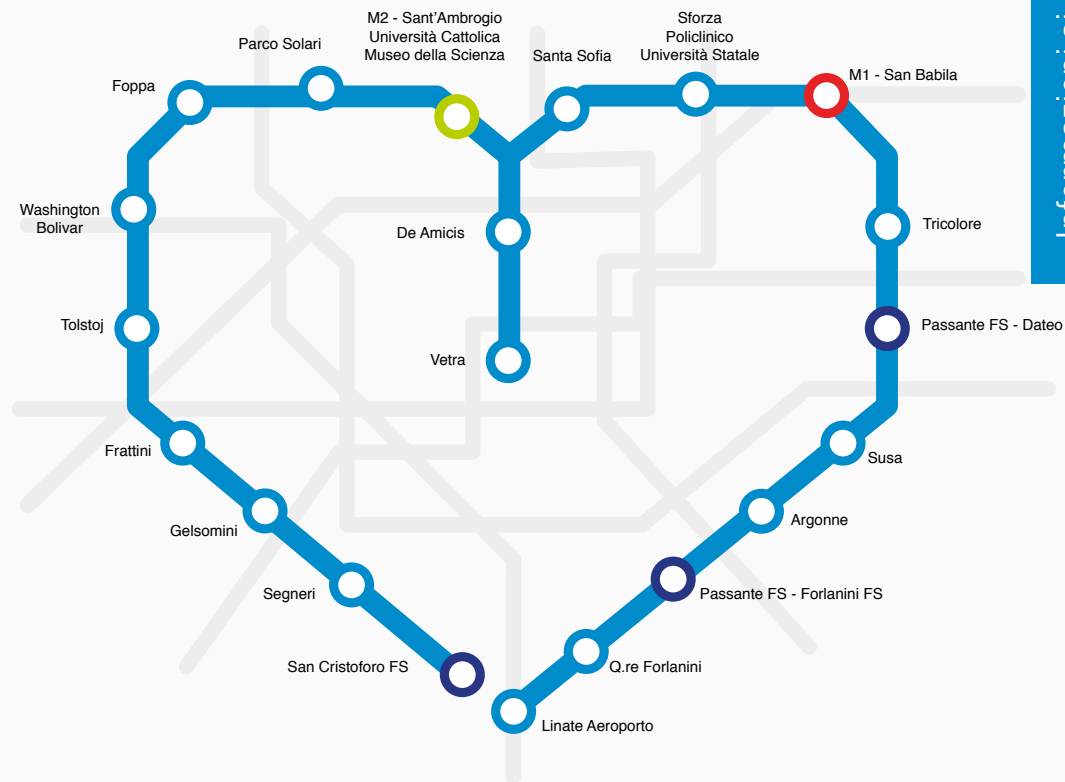 M2 - Sant'Ambrogio
Università Cattolica
Museo della Scienza
Sforza
Policlinico
Università Statale
Parco Solari
Santa Sofia
M1 - San Babila
Foppa
Washington
Bolivar
De Amicis
Tricolore
Tolstoj
Passante FS - Dateo
Vetra
Frattini
Susa
Gelsomini
Argonne
Segneri
Passante FS - Forlanini FS
San Cristoforo FS
Q.re Forlanini
Linate Aeroporto